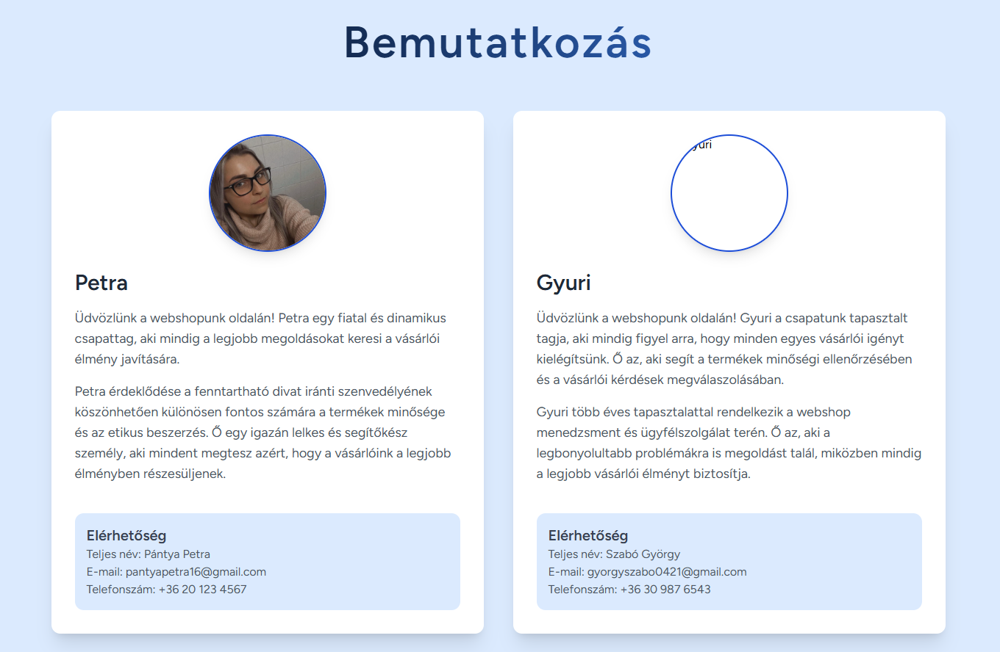 Bemutatkozás
Petra
Üdvözlünk a webshopunk oldalán! Petra egy fiatal és dinamikus
csapattag, aki mindig a legjobb megoldásokat keresi a vásárlói
élmény javítására.
Petra érdeklődése a fenntartható divat iránti szenvedélyének
köszönhetően különösen fontos számára a termékek minősége
és az etikus beszerzés. Ő egy igazán lelkes és segítőkész
személy, aki mindent megtesz azért, hogy a vásárlóink a legjobb
élményben részesüljenek.
Elérhetőség
Teljes név: Pántya Petra
E-mail: pantyapetra16@gmail.com
Telefonszám: +36 20 123 4567
yuri
Gyuri
Üdvözlünk a webshopunk oldalán! Gyuri a csapatunk tapasztalt
tagja, aki mindig figyel arra, hogy minden egyes vásárlói igényt
kielégítsünk. Ő az, aki segít a termékek minőségi ellenőrzésében
és a vásárlói kérdések megválaszolásában.
Gyuri több éves tapasztalattal rendelkezik a webshop
menedzsment és ügyfélszolgálat terén. Ő az, aki a
legbonyolultabb problémákra is megoldást talál, miközben mindig
a legjobb vásárlói élményt biztosítja.
Elérhetőség
Teljes név: Szabó György
E-mail: gyorgyszabo0421@gmail.com
Telefonszám: +36 30 987 6543